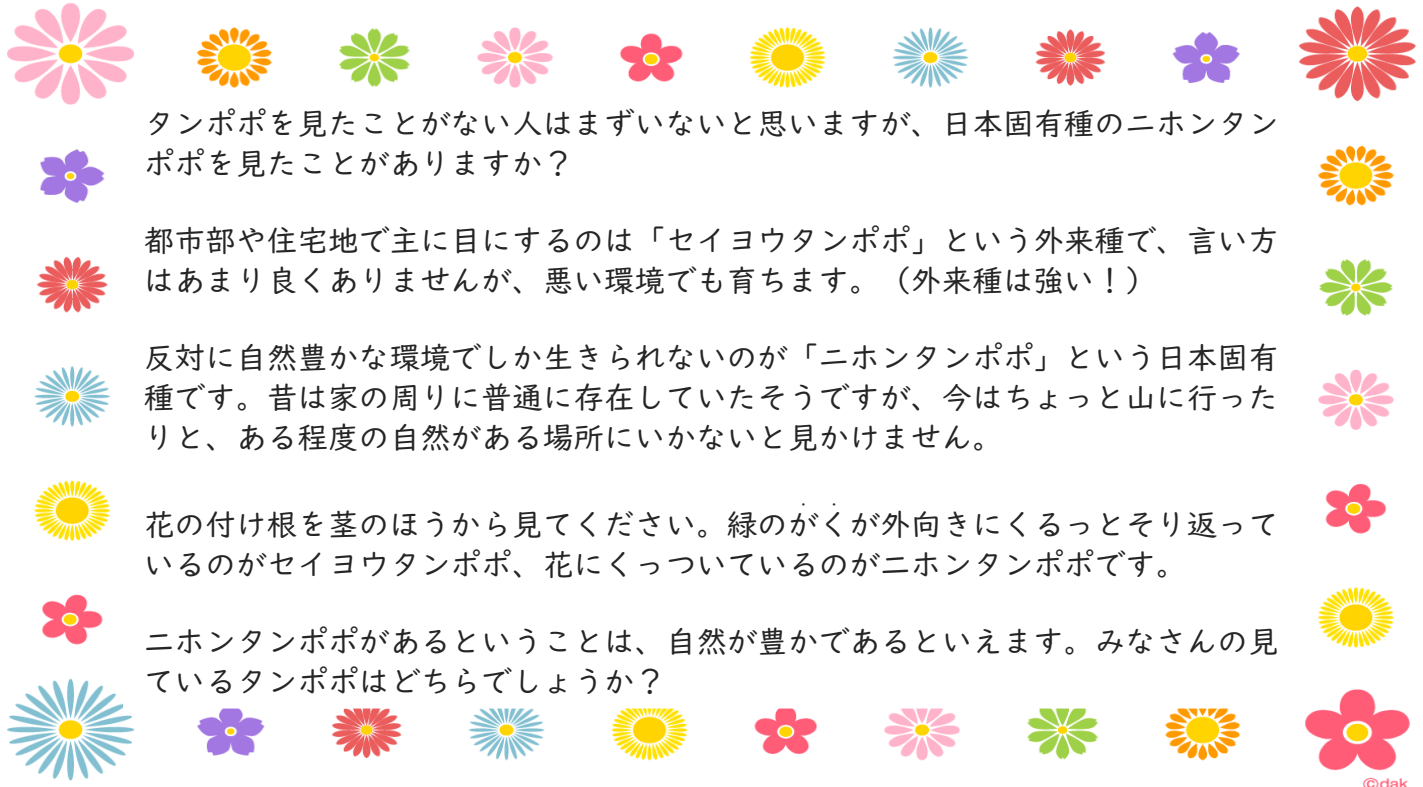 タンポポを見たことがない人はまずいないと思いますが、日本固有種のニホンタン
ポポを見たことがありますか？
都市部や住宅地で主に目にするのは「セイヨウタンポポ」という外来種で、言い方
はあまり良くありませんが、悪い環境でも育ちます。（外来種は強い！）
反対に自然豊かな環境でしか生きられないのが「ニホンタンポポ」という日本固有
種です。昔は家の周りに普通に存在していたそうですが、今はちょっと山に行った
りと、ある程度の自然がある場所にいかないと見かけません。
花の付け根を茎のほうから見てください。緑のがくが外向きにくるっとそり返って
いるのがセイヨウタンポポ、花にくっついているのがニホンタンポポです。
ニホンタンポポがあるということは、自然が豊かであるといえます。みなさんの見
ているタンポポはどちらでしょうか？
©dak